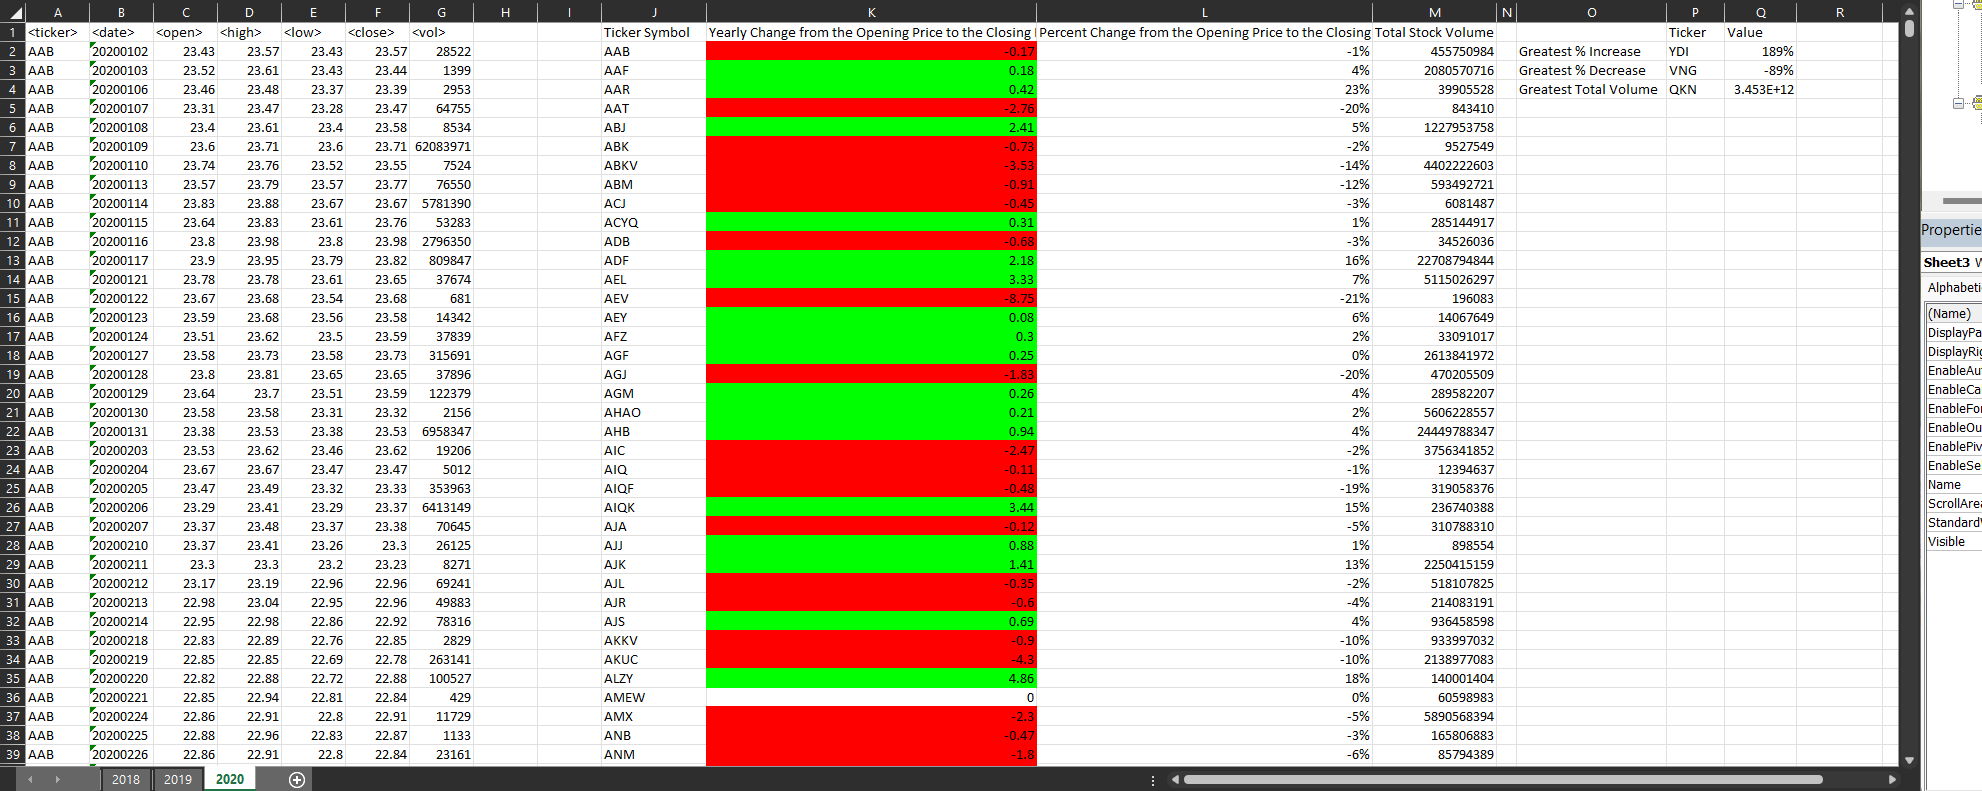 A B C D E F G H I J K L M N O P Q R
1 <ticker> <date> <open> <high> <low> <close> <vol> Ticker Symbol Yearly Change from the Opening Price to the Closing Percent Change from the Opening Price to the Closing Total Stock Volume Ticker Value
2 AAB 20200102 23.43 23.57 23.43 23.57 28522 AAB -0.17 -1% 455750984 Greatest % Increase YDI 189%
3 AAB 20200103 23.52 23.61 23.43 23.44 1399 AAF 0.18 4% 2080570716 Greatest % Decrease VNG -89%
4 AAB 20200106 23.46 23.48 23.37 23.39 2953 AAR 0.42 23% 39905528 Greatest Total Volume QKN 3.453E+12
5 AAB 20200107 23.31 23.47 23.28 23.47 64755 AAT -2.76 -20% 843410
6 AAB 20200108 23.4 23.61 23.4 23.58 8534 ABJ 2.41 5% 1227953758
7 AAB 20200109 23.6 23.71 23.6 23.71 62083971 ABK -0.73 -2% 9527549
8 AAB 20200110 23.74 23.76 23.52 23.55 7524 ABKV -3.53 -14% 4402222603
9 AAB 20200113 23.57 23.79 23.57 23.77 76550 ABM -0.91 -12% 593492721
10 AAB 20200114 23.83 23.88 23.67 23.67 5781390 ACJ -0.45 -3% 6081487
11 AAB 20200115 23.64 23.83 23.61 23.76 53283 ACYQ 0.31 1% 285144917
12 AAB 20200116 23.8 23.98 23.8 23.98 2796350 ADB -0.68 -3% 34526036
Propertie
13 AAB 20200117 23.9 23.95 23.79 23.82 809847 ADF 2.18 16% 22708794844
Sheet3 W
14 AAB 20200121 23.78 23.78 23.61 23.65 37674 AEL 3.33 7% 5115026297
Alphabeti
15 AAB 20200122 23.67 23.68 23.54 23.68 681 AEV -8.75 -21% 196083
(Name)
16 AAB 20200123 23.59 23.68 23.56 23.58 14342 AEY 0.08 6% 14067649
DisplayPa
17 AAB 20200124 23.51 23.62 23.5 23.59 37839 AFZ 0.3 2% 33091017
DisplayRig
18 AAB 20200127 23.58 23.73 23.58 23.73 315691 AGF 0.25 0% 2613841972
EnableAu
19 AAB 20200128 23.8 23.81 23.65 23.65 37896 AGJ -1.83 -20% 470205509
EnableCa
20 AAB 20200129 23.64 23.7 23.51 23.59 122379 AGM 0.26 4% 289582207
EnableFor
21 AAB 20200130 23.58 23.58 23.31 23.32 2156 AHAO 0.21 2% 5606228557
EnableOu
22 AAB 20200131 23.38 23.53 23.38 23.53 6958347 AHB 0.94 4% 24449788347
EnablePiv
23 AAB 20200203 23.53 23.62 23.46 23.62 19206 AIC -2.47 -2% 3756341852
EnableSe
24 AAB 20200204 23.67 23.67 23.47 23.47 5012 AIQ -0.11 -1% 12394637
Name
25 AAB 20200205 23.47 23.49 23.32 23.33 353963 AIQF -0.48 -19% 319058376
ScrollArea
26 AAB 20200206 23.29 23.41 23.29 23.37 6413149 AIQK 3.44 15% 236740388
Standard
27 AAB 20200207 23.37 23.48 23.37 23.38 70645 AJA -0.12 -5% 310788310
Visible
28 AAB 20200210 23.37 23.41 23.26 23.3 26125 AJJ 0.88 1% 898554
29 AAB 20200211 23.3 23.3 23.2 23.23 8271 AJK 1.41 13% 2250415159
30 AAB 20200212 23.17 23.19 22.96 22.96 69241 AJL -0.35 -2% 518107825
31 AAB 20200213 22.98 23.04 22.95 22.96 49883 AJR -0.6 -4% 214083191
32 AAB 20200214 22.95 22.98 22.86 22.92 78316 AJS 0.69 4% 936458598
33 AAB 20200218 22.83 22.89 22.76 22.85 2829 AKKV -0.9 -10% 933997032
34 AAB 20200219 22.85 22.85 22.69 22.78 263141 AKUC -4.3 -10% 2138977083
35 AAB 20200220 22.82 22.88 22.72 22.88 100527 ALZY 4.86 18% 140001404
36 AAB 20200221 22.85 22.94 22.81 22.84 429 AMEW 0 0% 60598983
37 AAB 20200224 22.86 22.91 22.8 22.91 11729 AMX -2.3 -5% 5890568394
38 AAB 20200225 22.88 22.96 22.83 22.87 1133 ANB -0.47 -3% 165806883
39 AAB 20200226 22.86 22.91 22.8 22.84 23161 ANM -1.8 -6% 85794389
2018 2019 2020